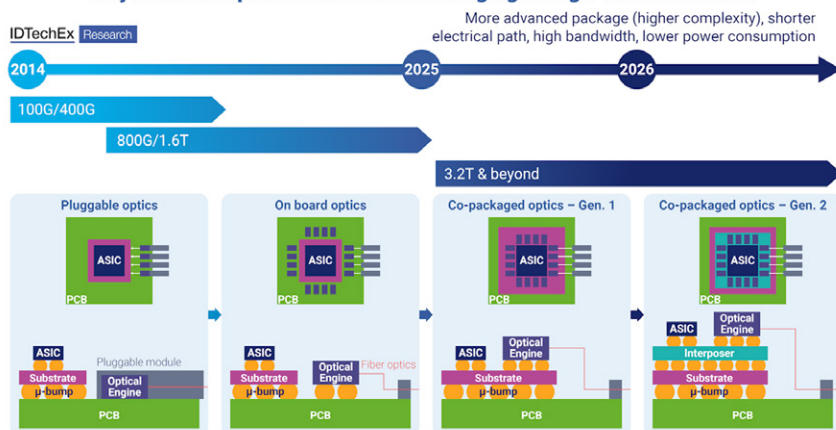 More advanced package (higher complexity), shorter
electrical path, high bandwidth, lower power consumption
IDTechEx Research
2014
2025
2026
100G/400G
800G/1.6T
3.2T & beyond
Pluggable optics
On board optics
Co-packaged optics – Gen. 1
Co-packaged optics – Gen. 2
ASIC
PCB
ASIC
PCB
ASIC
PCB
ASIC
PCB
ASIC
Pluggable module
Substrate
Optical
Engine
μ-bump
PCB
ASIC
Fiber optics
Substrate
Optical
Engine
μ-bump
PCB
ASIC
Optical
Engine
Substrate
μ-bump
PCB
ASIC
Optical
Engine
Interposer
Substrate
μ-bump
PCB